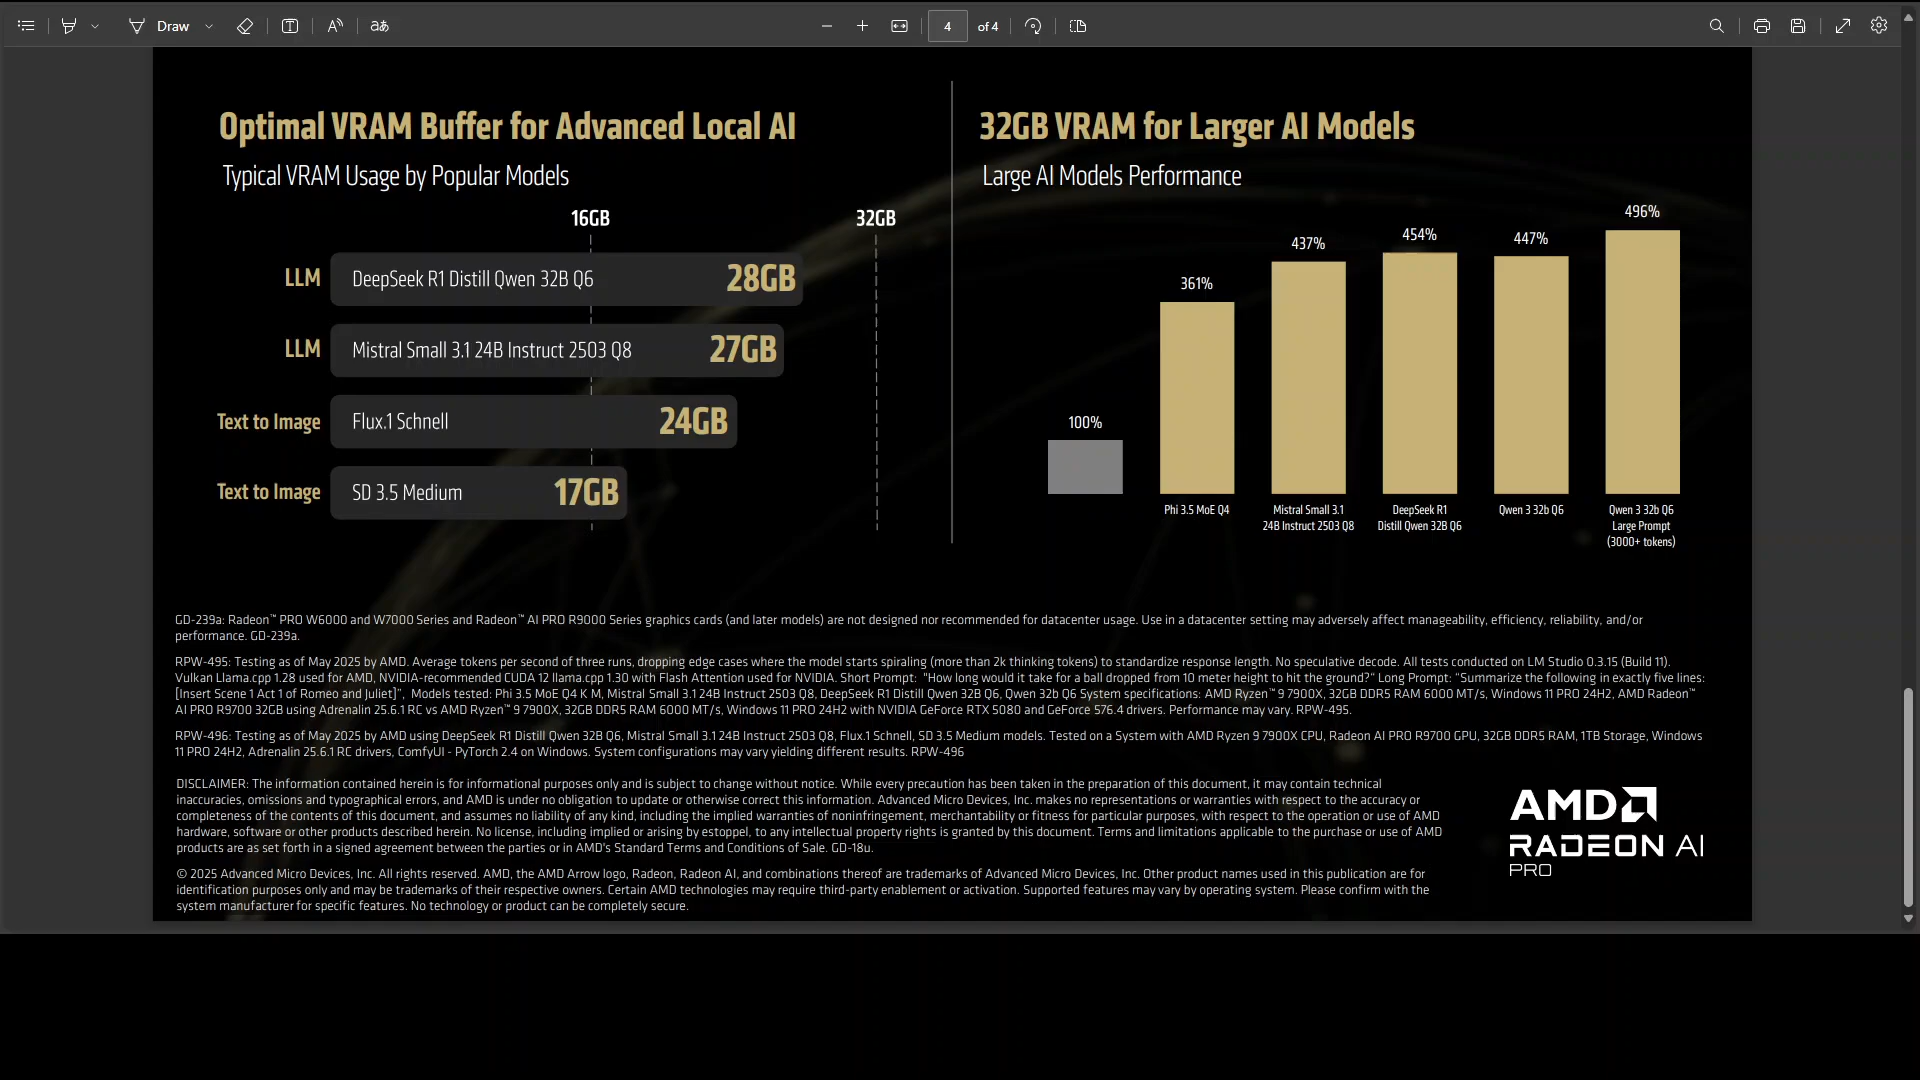 Draw
4
of 4
aあ
Optimal VRAM Buffer for Advanced Local AI
Typical VRAM Usage by Popular Models
16GB
32GB
LLM
DeepSeek R1 Distill Qwen 32B Q6
28GB
LLM
Mistral Small 3.1 24B Instruct 2503 Q8
27GB
Text to Image
Flux.1 Schnell
24GB
Text to Image
SD 3.5 Medium
17GB
32GB VRAM for Larger AI Models
Large AI Models Performance
100%
361%
437%
454%
447%
496%
Phi 3.5 MoE Q4
Mistral Small 3.1
24B Instruct 2503 Q8
DeepSeek R1
Distill Qwen 32B Q6
Qwen 3 32b Q6
Qwen 3 32b Q6
Large Prompt
(3000+ tokens)
GD-239a: Radeon™ PRO W6000 and W7000 Series and Radeon™ AI PRO R9000 Series graphics cards (and later models) are not designed nor recommended for datacenter usage. Use in a datacenter setting may adversely affect manageability, efficiency, reliability, and/or
performance. GD-239a.
RPW-495: Testing as of May 2025 by AMD. Average tokens per second of three runs, dropping edge cases where the model starts spiraling (more than 2k thinking tokens) to standardize response length. No speculative decode. All tests conducted on LM Studio 0.3.15 (Build 11).
Vulkan Llama.cpp 1.28 used for AMD, NVIDIA-recommended CUDA 12 llama.cpp 1.30 with Flash Attention used for NVIDIA. Short Prompt: "How long would it take for a ball dropped from 10 meter height to hit the ground?" Long Prompt: "Summarize the following in exactly five lines:
[Insert Scene 1 Act 1 of Romeo and Juliet]", Models tested: Phi 3.5 MoE Q4 K M, Mistral Small 3.1 24B Instruct 2503 Q8, DeepSeek R1 Distill Qwen 32B Q6, Qwen 32b Q6 System specifications: AMD Ryzen™ 9 7900X, 32GB DDR5 RAM 6000 MT/s, Windows 11 PRO 24H2, AMD Radeon™
AI PRO R9700 32GB using Adrenalin 25.6.1 RC vs AMD Ryzen™ 9 7900X, 32GB DDR5 RAM 6000 MT/s, Windows 11 PRO 24H2 with NVIDIA GeForce RTX 5080 and GeForce 576.4 drivers. Performance may vary. RPW-495.
RPW-496: Testing as of May 2025 by AMD using DeepSeek R1 Distill Qwen 32B Q6, Mistral Small 3.1 24B Instruct 2503 Q8, Flux.1 Schnell, SD 3.5 Medium models. Tested on a System with AMD Ryzen 9 7900X CPU, Radeon AI PRO R9700 GPU, 32GB DDR5 RAM, 1TB Storage, Windows
11 PRO 24H2, Adrenalin 25.6.1 RC drivers, ComfyUI - PyTorch 2.4 on Windows. System configurations may vary yielding different results. RPW-496
DISCLAIMER: The information contained herein is for informational purposes only and is subject to change without notice. While every precaution has been taken in the preparation of this document, it may contain technical
inaccuracies, omissions and typographical errors, and AMD is under no obligation to update or otherwise correct this information. Advanced Micro Devices, Inc. makes no representations or warranties with respect to the accuracy or
completeness of the contents of this document, and assumes no liability of any kind, including the implied warranties of noninfringement, merchantability or fitness for particular purposes, with respect to the operation or use of AMD
hardware, software or other products described herein. No license, including implied or arising by estoppel, to any intellectual property rights is granted by this document. Terms and limitations applicable to the purchase or use of AMD
products are as set forth in a signed agreement between the parties or in AMD's Standard Terms and Conditions of Sale. GD-18u.
© 2025 Advanced Micro Devices, Inc. All rights reserved. AMD, the AMD Arrow logo, Radeon, Radeon AI, and combinations thereof are trademarks of Advanced Micro Devices, Inc. Other product names used in this publication are for
identification purposes only and may be trademarks of their respective owners. Certain AMD technologies may require third-party enablement or activation. Supported features may vary by operating system. Please confirm with the
system manufacturer for specific features. No technology or product can be completely secure.
AMD
RADEON AI
PRO